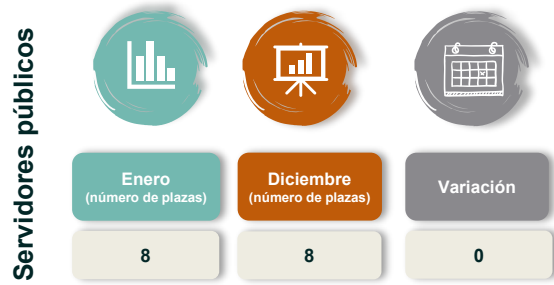 Servidores públicos
Enero
(número de plazas)
Diciembre
(número de plazas)
Variación
8
8
0